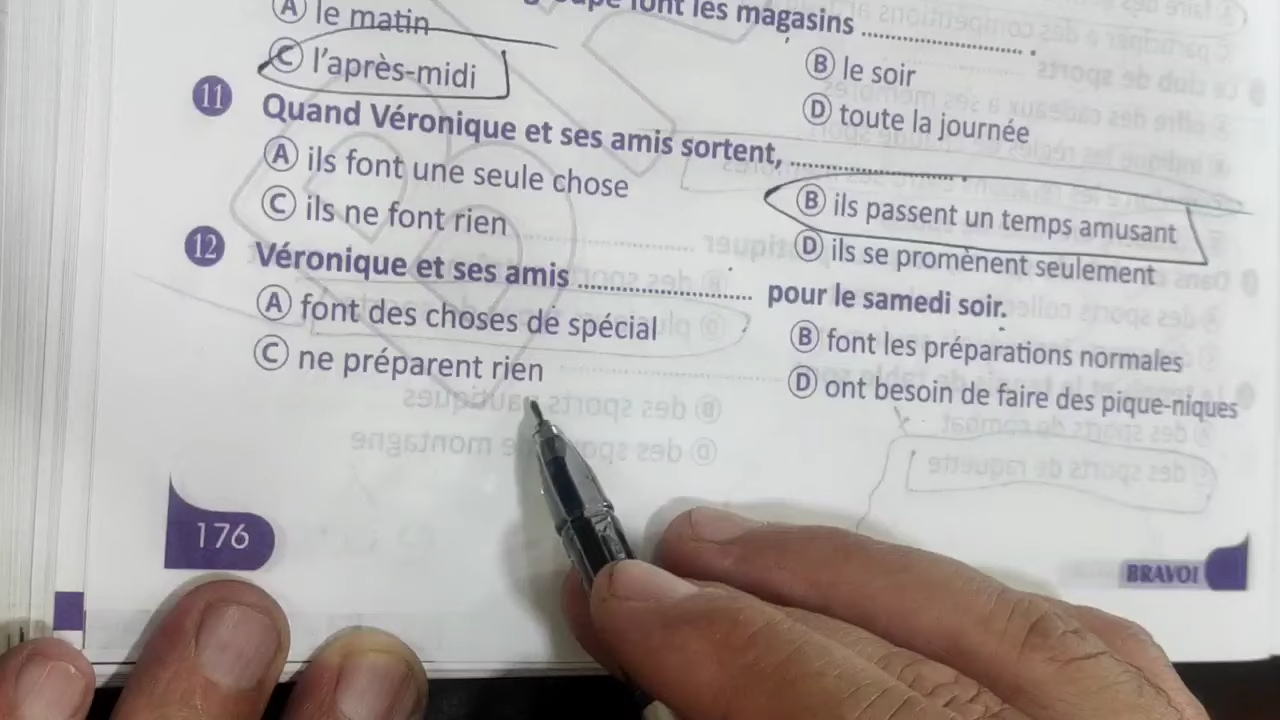 font les magasins ................................ .
A le matin
B le soir
C l'après-midi
D toute la journée
11 Quand Véronique et ses amis sortent, ................................ .
A ils font une seule chose
B ils passent un temps amusant
C ils ne font rien
D ils se promènent seulement
12 Véronique et ses amis ................................ pour le samedi soir.
A font des choses de spécial
B font les préparations normales
C ne préparent rien
D ont besoin de faire des pique-niques
176
BRAVO!